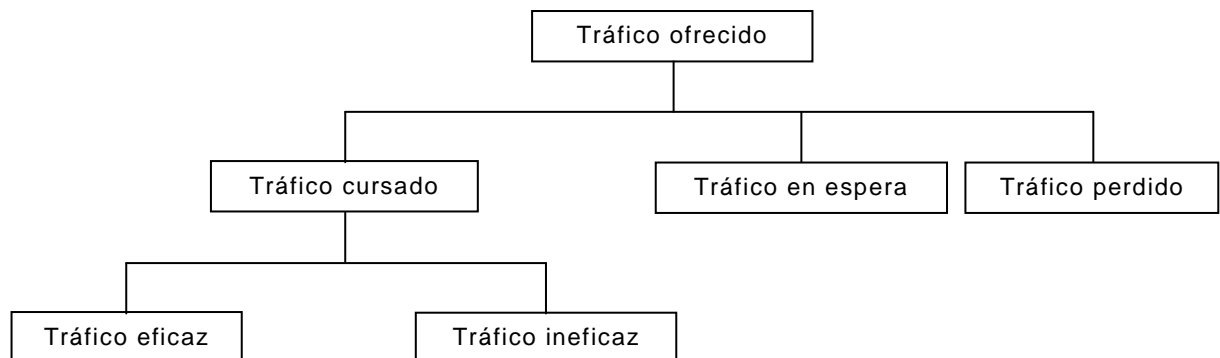 Tráfico ofrecido
Tráfico cursado
Tráfico en espera
Tráfico perdido
Tráfico eficaz
Tráfico ineficaz